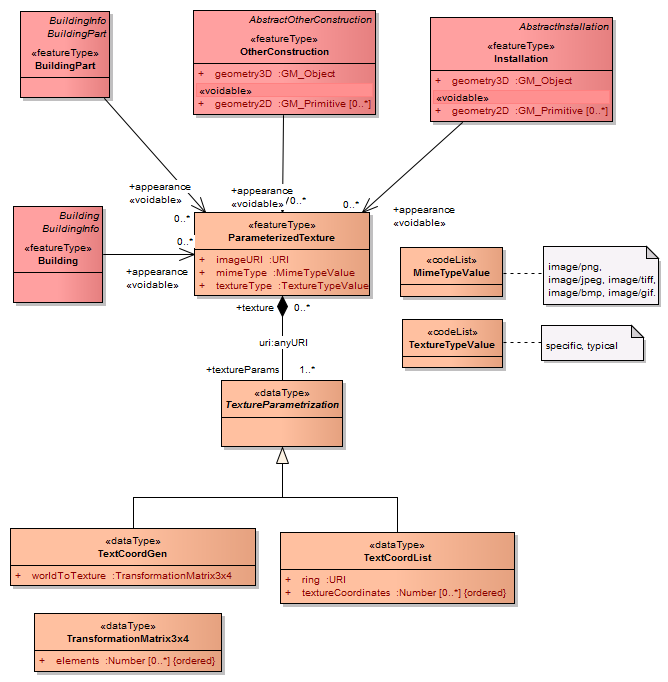 BuildingInfo
BuildingPart
«featureType»
BuildingPart
AbstractOtherConstruction
«featureType»
OtherConstruction
+ geometry3D :GM_Object
«voidable»
+ geometry2D :GM_Primitive [0..*]
AbstractInstallation
«featureType»
Installation
+ geometry3D :GM_Object
«voidable»
+ geometry2D :GM_Primitive [0..*]
+appearance
«voidable»
0..*
+appearance
«voidable»
0..*
0..*
+appearance
«voidable»
Building
BuildingInfo
«featureType»
Building
0..*
+appearance
«voidable»
«featureType»
ParameterizedTexture
+ imageURI :URI
+ mimeType :MimeTypeValue
+ textureType :TextureTypeValue
«codeList»
MimeTypeValue
image/png,
image/jpeg, image/tiff,
image/bmp, image/gif.
«codeList»
TextureTypeValue
specific, typical
+texture
0..*
uri:anyURI
+textureParams
1..*
«dataType»
TextureParametrization
«dataType»
TextCoordGen
+ worldToTexture :TransformationMatrix3x4
«dataType»
TextCoordList
+ ring :URI
+ textureCoordinates :Number [0..*] {ordered}
«dataType»
TransformationMatrix3x4
+ elements :Number [0..*] {ordered}